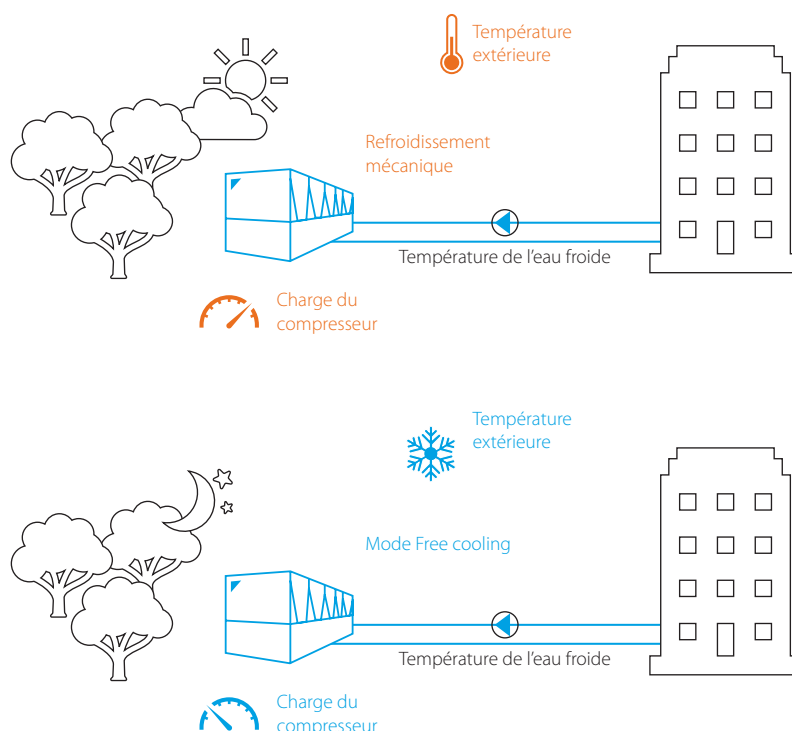 Température
extérieure
Refroidissement
mécanique
Température de l'eau froide
Charge du
compresseur
Température
extérieure
Mode Free cooling
Température de l'eau froide
Charge du
compresseur